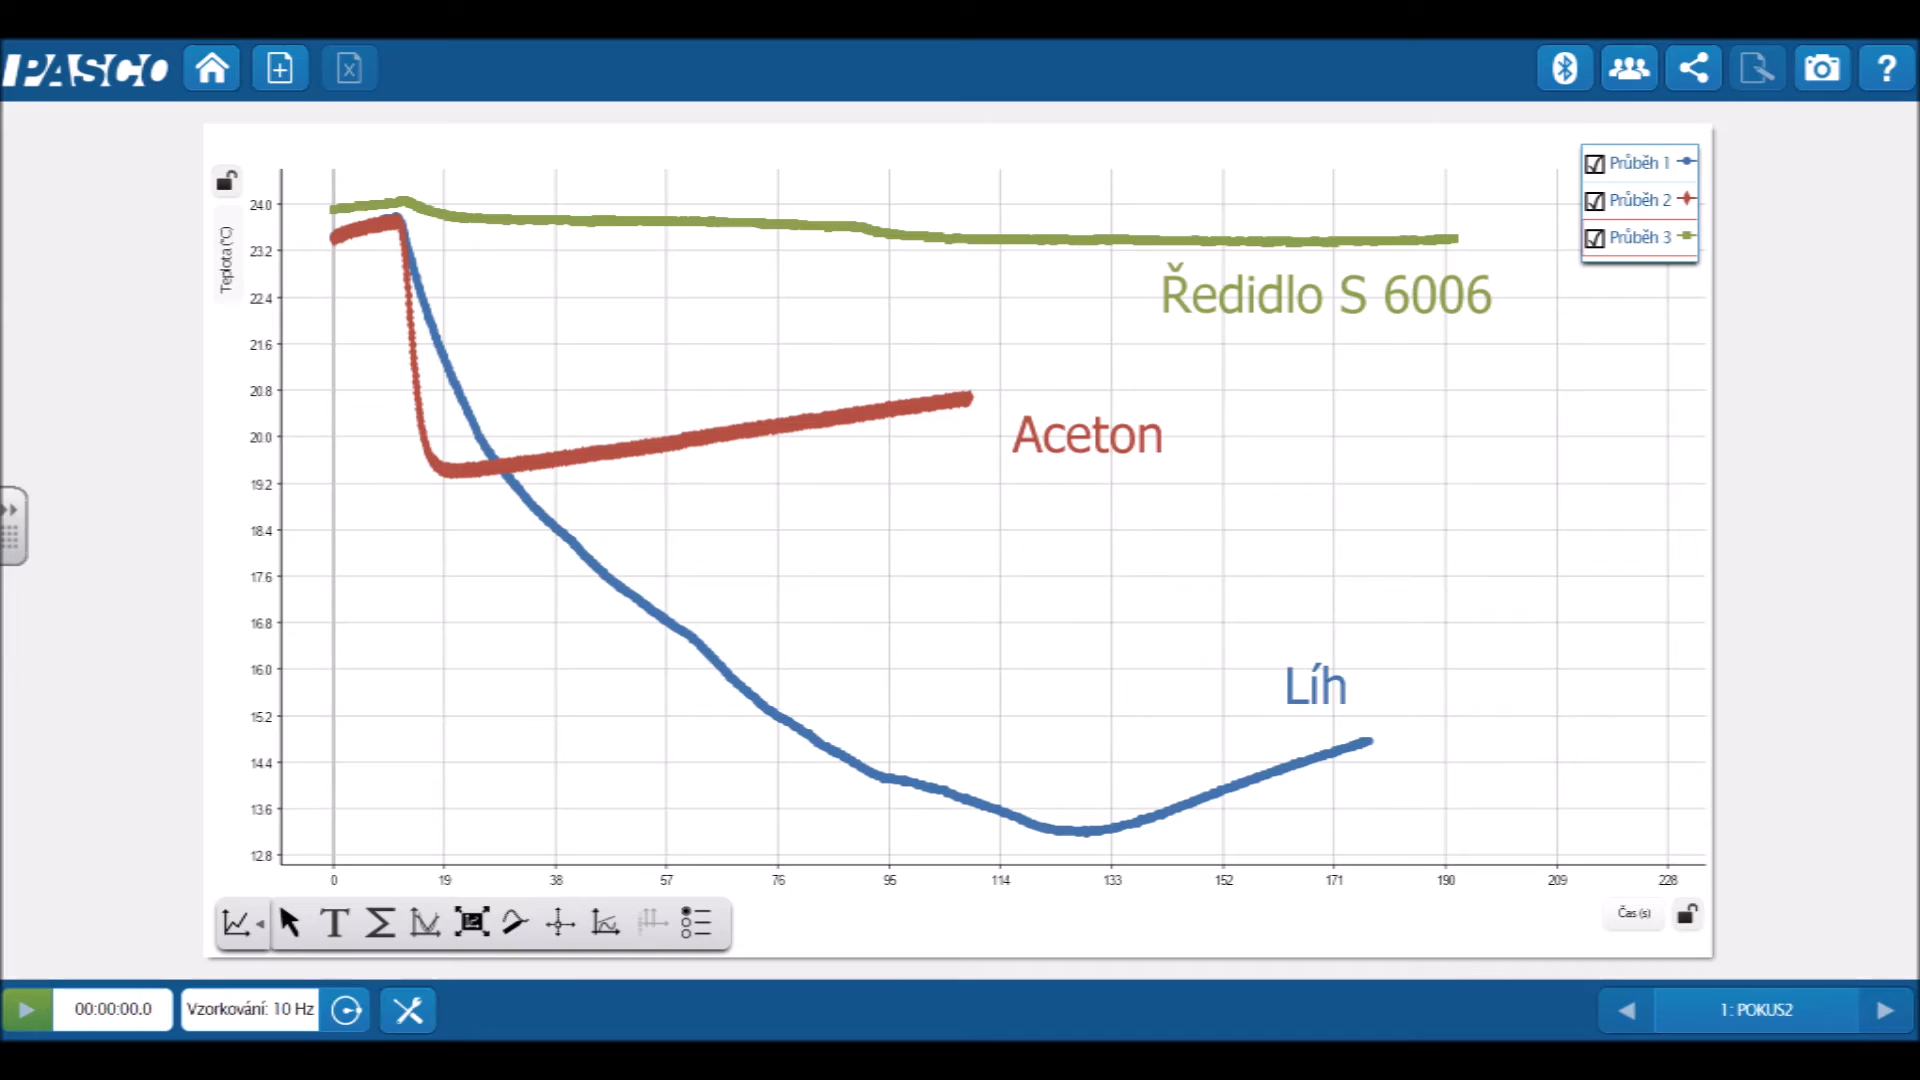 PASCO
Průběh 1
Průběh 2
Průběh 3
Teplota (°C)
24.0
23.2
22.4
21.6
20.8
20.0
19.2
18.4
17.6
16.8
16.0
15.2
14.4
13.6
12.8
Ředidlo S 6006
Aceton
Líh
0 19 38 57 76 95 114 133 152 171 190 209 228
Čas (s)
00:00:00.0
Vzorkování: 10 Hz
1: POKUS2